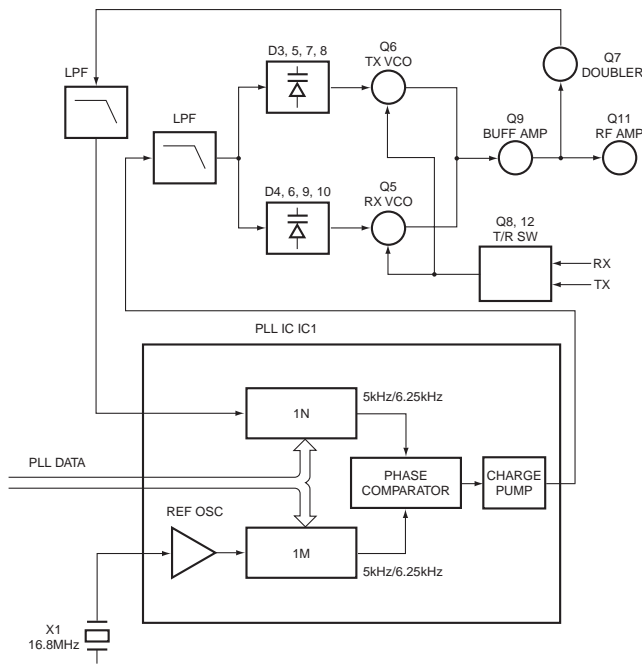 LPF
LPF
D3, 5, 7, 8
Q6
TX VCO
Q7
DOUBLER
Q9
BUFF AMP
Q11
RF AMP
D4, 6, 9, 10
Q5
RX VCO
Q8, 12
T/R SW
RX
TX
PLL IC IC1
5kHz/6.25kHz
1N
PLL DATA
PHASE
COMPARATOR
CHARGE
PUMP
REF OSC
1M
5kHz/6.25kHz
X1
16.8MHz